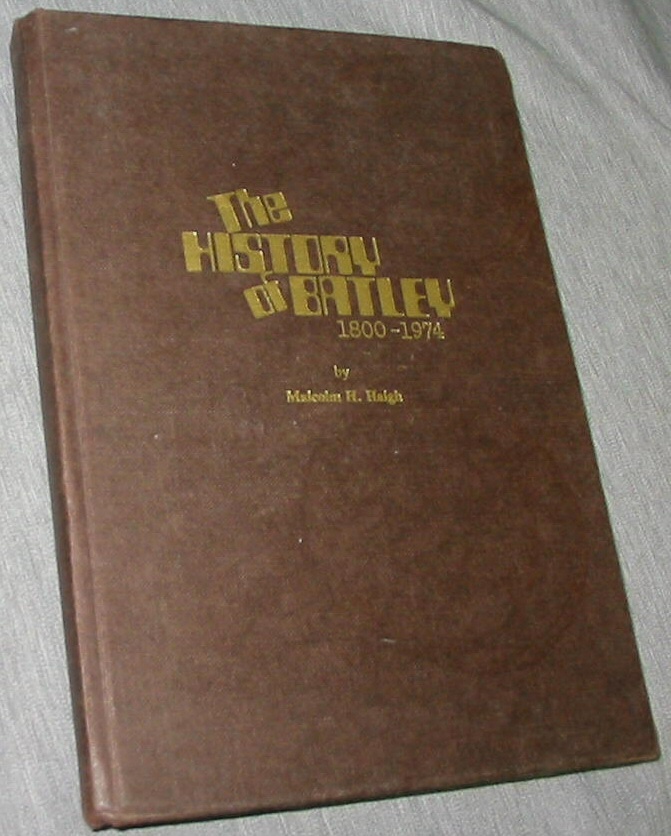 The
HISTORY
of BATLEY
1800-1974
by
Malcolm H. Haigh